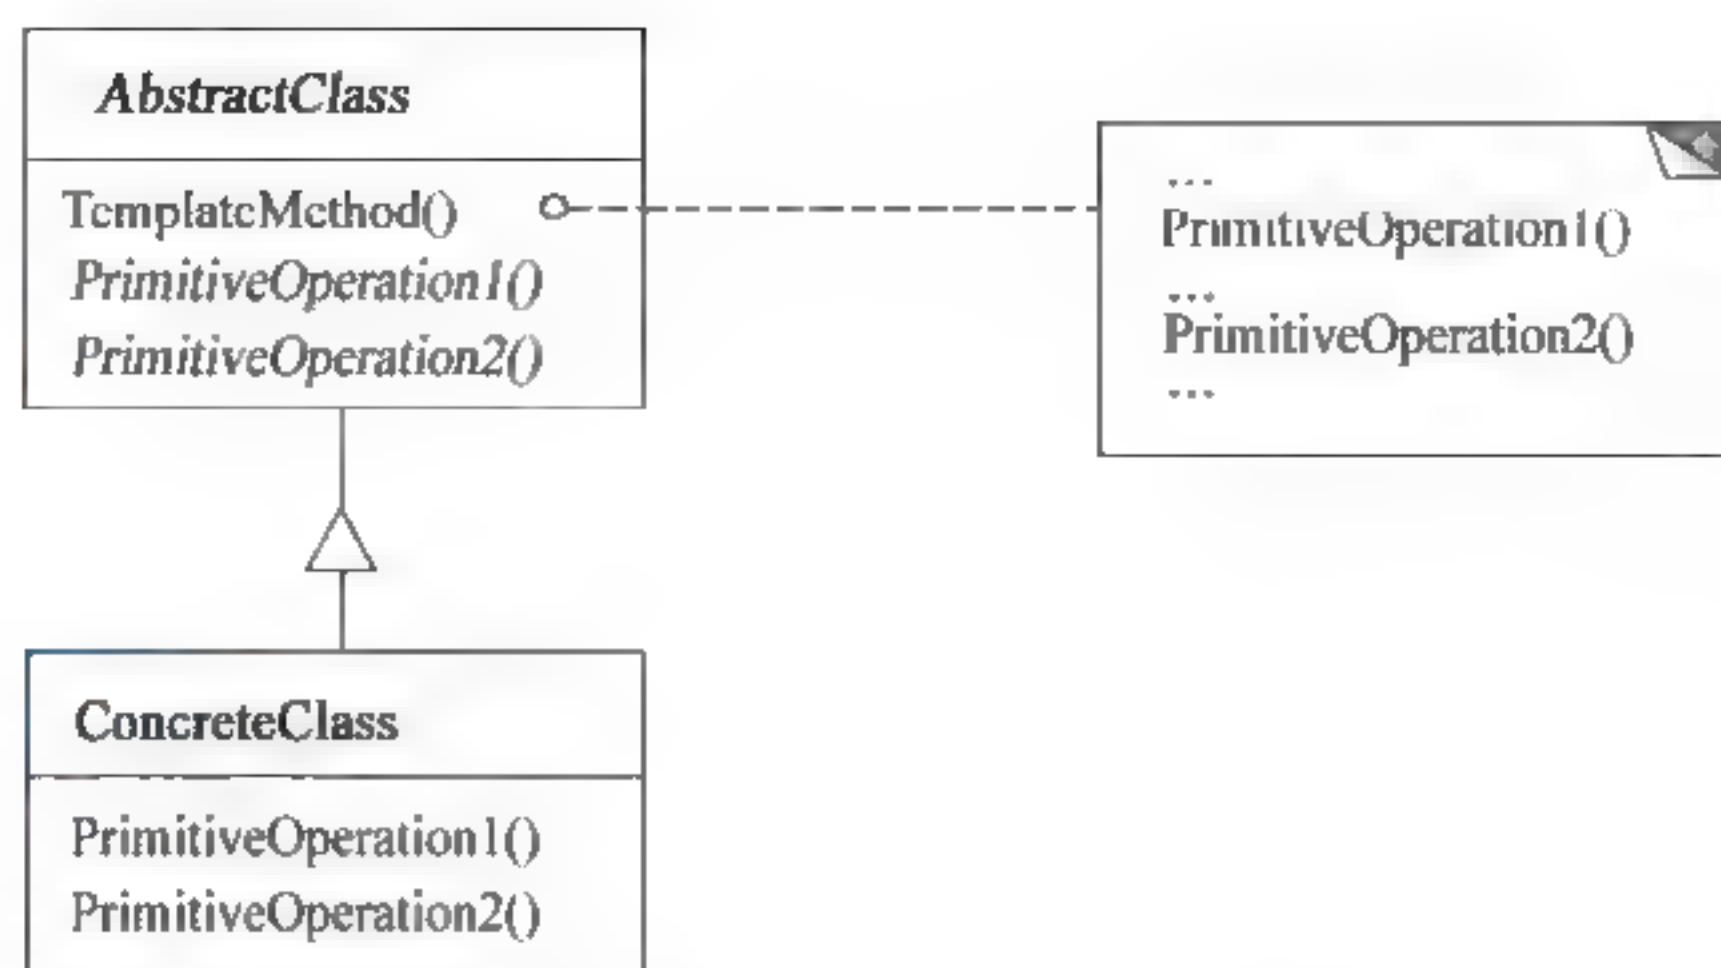 AbstractClass
TemplateMethod()
PrimitiveOperation1()
PrimitiveOperation2()
...
PrimitiveOperation1()
...
PrimitiveOperation2()
...
ConcreteClass
PrimitiveOperation1()
PrimitiveOperation2()